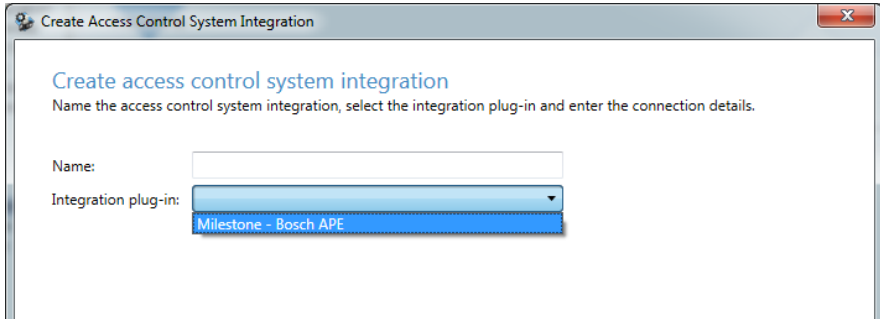 Create Access Control System Integration
Create access control system integration
Name the access control system integration, select the integration plug-in and enter the connection details.
Name:
Integration plug-in:
Milestone - Bosch APE